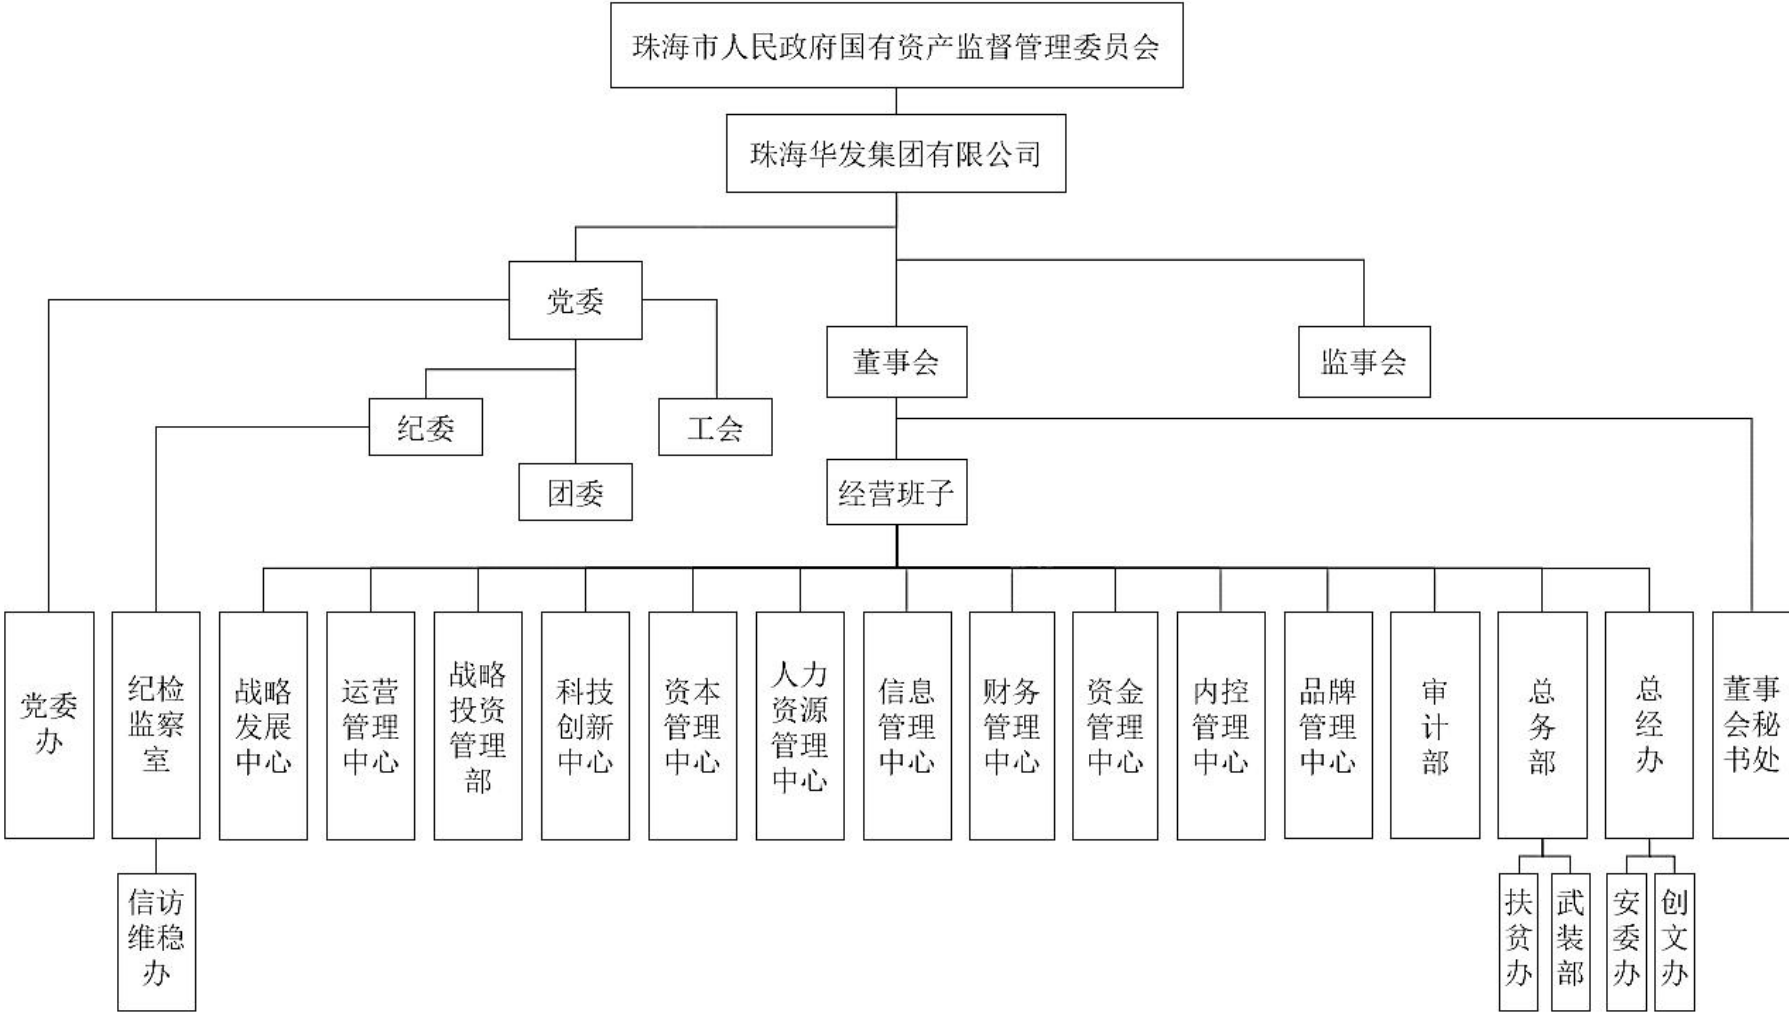 珠海市人民政府国有资产监督管理委员会
珠海华发集团有限公司
党委
董事会
监事会
纪委
工会
团委
经营班子
党委
办
纪检
监察
室
战略
发展
中心
运营
管理
中心
战略
投资
管理
部
科技
创新
中心
资本
管理
中心
人力
资源
管理
中心
信息
管理
中心
财务
管理
中心
资金
管理
中心
内控
管理
中心
品牌
管理
中心
审
计
部
总
务
部
总
经
办
董事
会秘
书处
信访
维稳
办
扶
贫
办
武
装
部
安
委
办
创
文
办